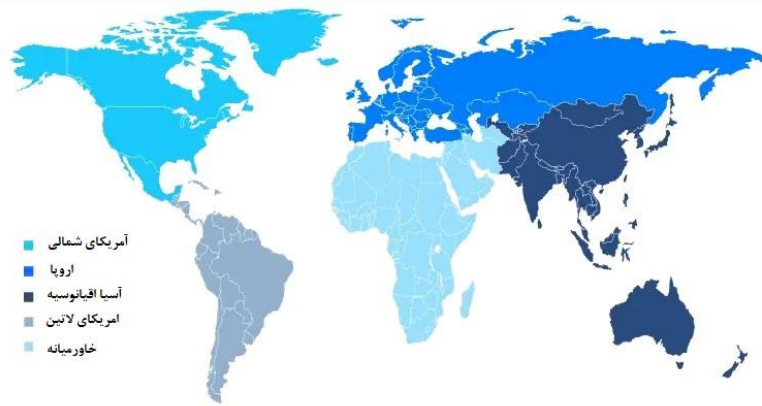 آمریکای شمالی
اروپا
آسیا اقیانوسیه
امریکای لاتین
خاورمیانه